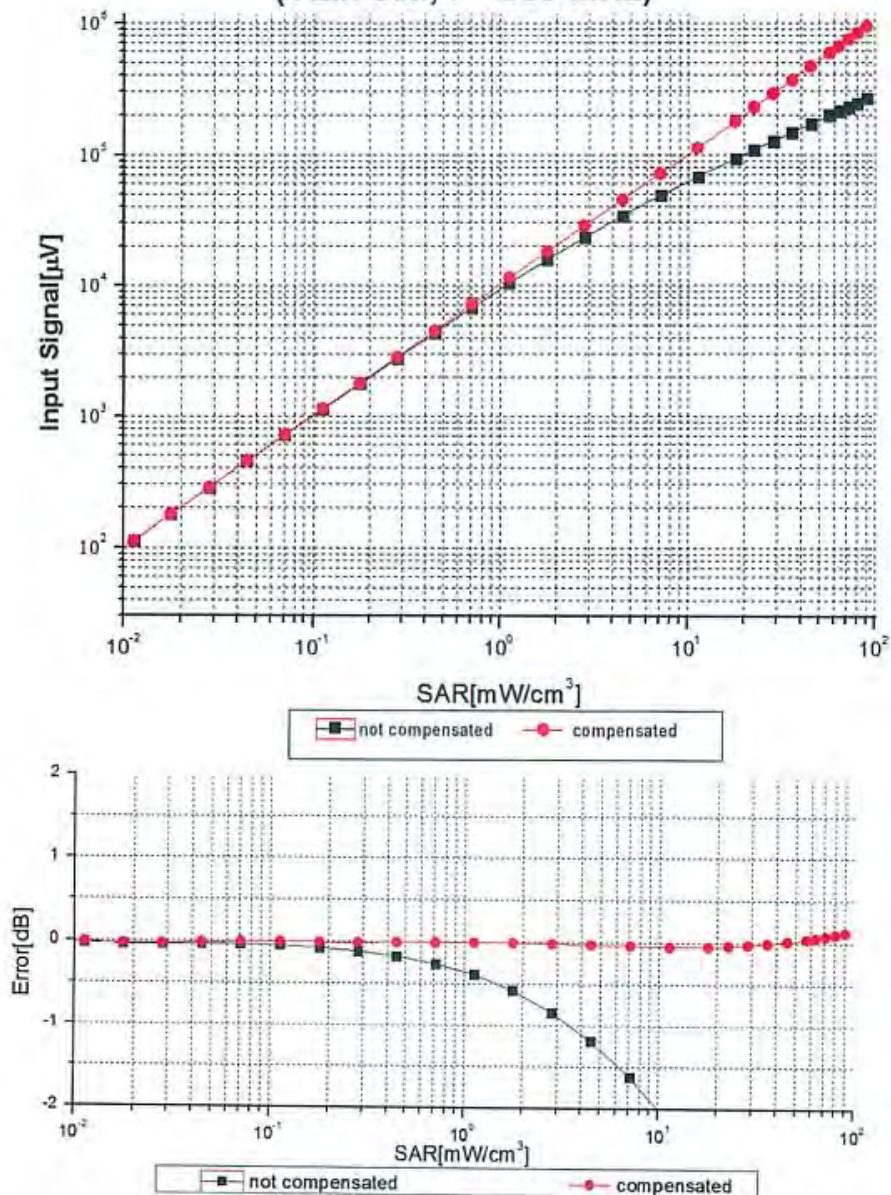 10⁶
10⁵
10⁴
10³
10²
Input Signal[µV]
10⁻² 10⁻¹ 10⁰ 10¹ 10²
SAR[mW/cm³]
not compensated compensated
2
1
0
-1
-2
Error[dB]
10⁻² 10⁻¹ 10⁰ 10¹ 10²
SAR[mW/cm³]
not compensated compensated